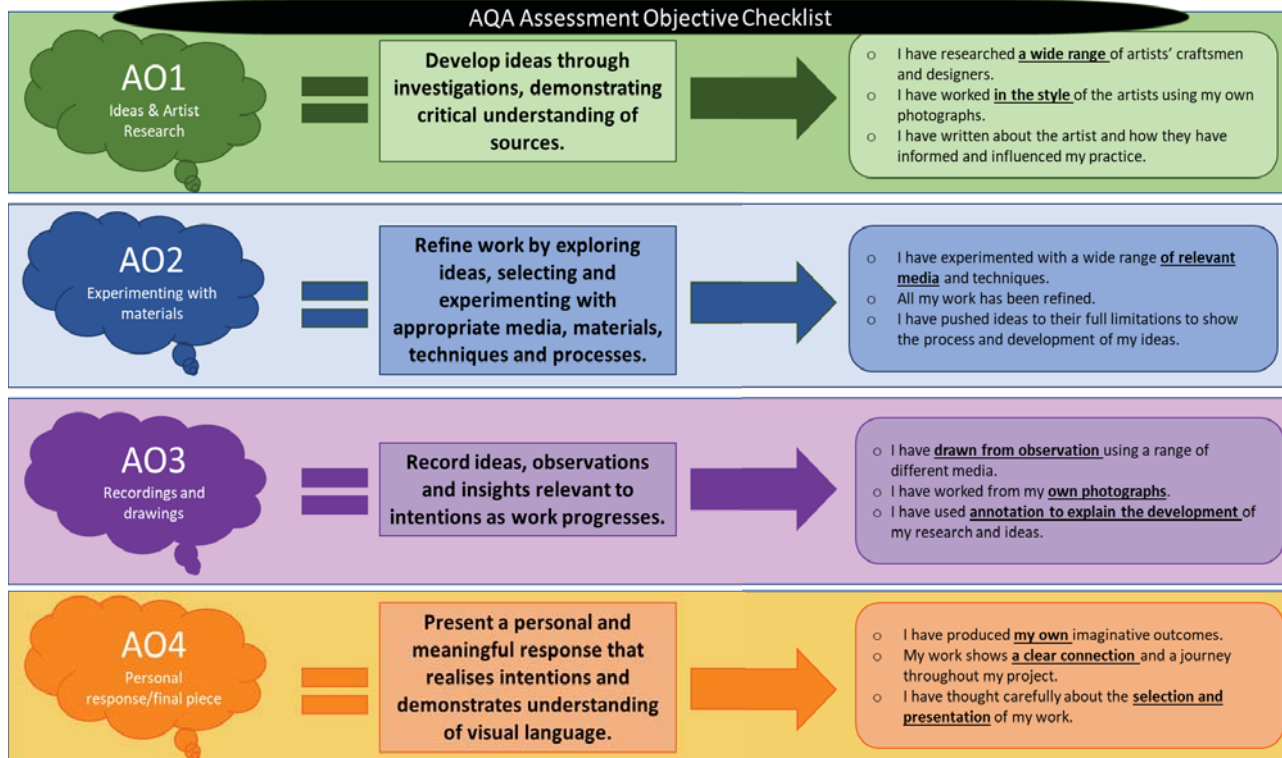 AQA Assessment Objective Checklist
AO1
Ideas & Artist
Research
Develop ideas through
investigations, demonstrating
critical understanding of
sources.
o I have researched a wide range of artists' craftsmen
and designers.
o I have worked in the style of the artists using my own
photographs.
o I have written about the artist and how they have
informed and influenced my practice.
AO2
Experimenting with
materials
Refine work by exploring
ideas, selecting and
experimenting with
appropriate media, materials,
techniques and processes.
o I have experimented with a wide range of relevant
media and techniques.
o All my work has been refined.
o I have pushed ideas to their full limitations to show
the process and development of my ideas.
AO3
Recordings and
drawings
Record ideas, observations
and insights relevant to
intentions as work progresses.
o I have drawn from observation using a range of
different media.
o I have worked from my own photographs.
o I have used annotation to explain the development of
my research and ideas.
AO4
Personal
response/final piece
Present a personal and
meaningful response that
realises intentions and
demonstrates understanding
of visual language.
o I have produced my own imaginative outcomes.
o My work shows a clear connection and a journey
throughout my project.
o I have thought carefully about the selection and
presentation of my work.